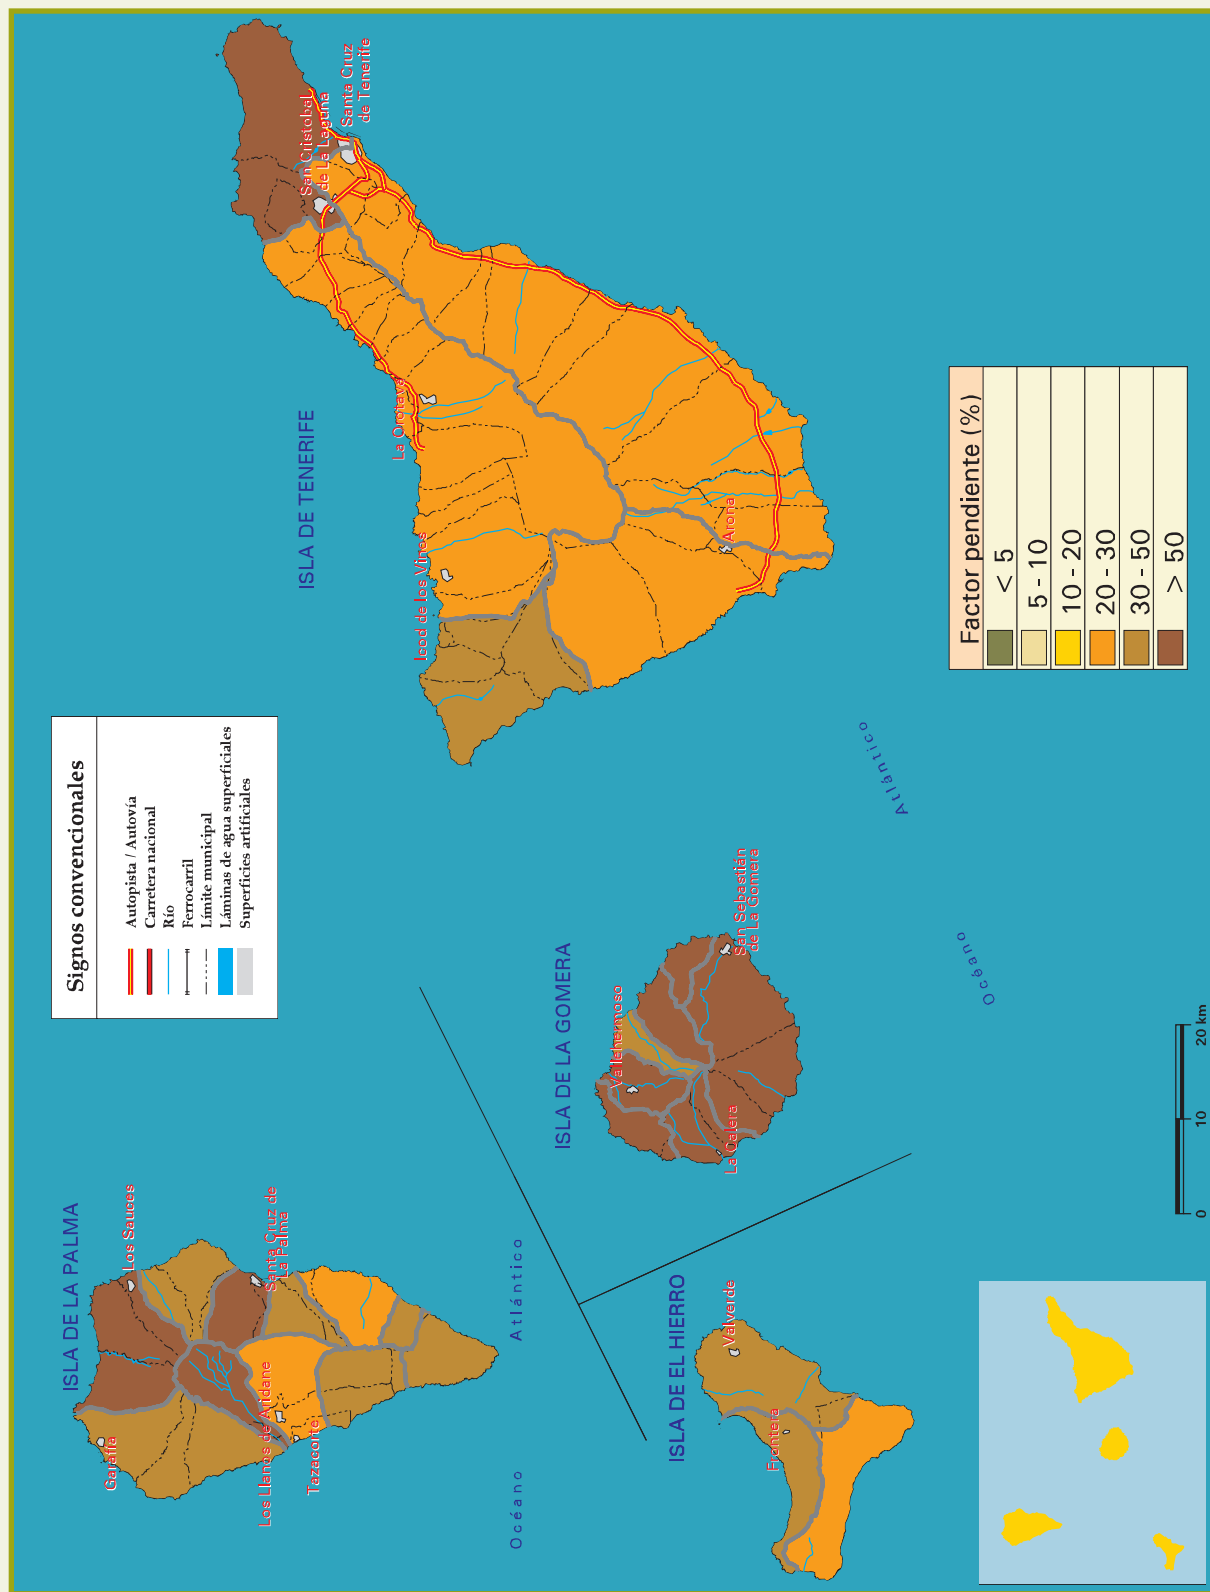 ISLA DE LA PALMA
Los Sauces
Garafía
Santa Cruz de
La Palma
Los Llanos de Aridane
Tazacorte
Océano
Atlántico
Signos convencionales
Autopista / Autovía
Carretera nacional
Río
Ferrocarril
Límite municipal
Láminas de agua superficiales
Superficies artificiales
ISLA DE TENERIFE
San Cristobal
de La Laguna
Santa Cruz
de Tenerife
La Orotava
Icod de los Vinos
Arona
ISLA DE LA GOMERA
Vallehermoso
San Sebastián
de La Gomera
La Calera
ISLA DE EL HIERRO
Valverde
Frontera
Océano
Atlántico
Factor pendiente (%)
< 5
5 - 10
10 - 20
20 - 30
30 - 50
> 50
0 10 20 km